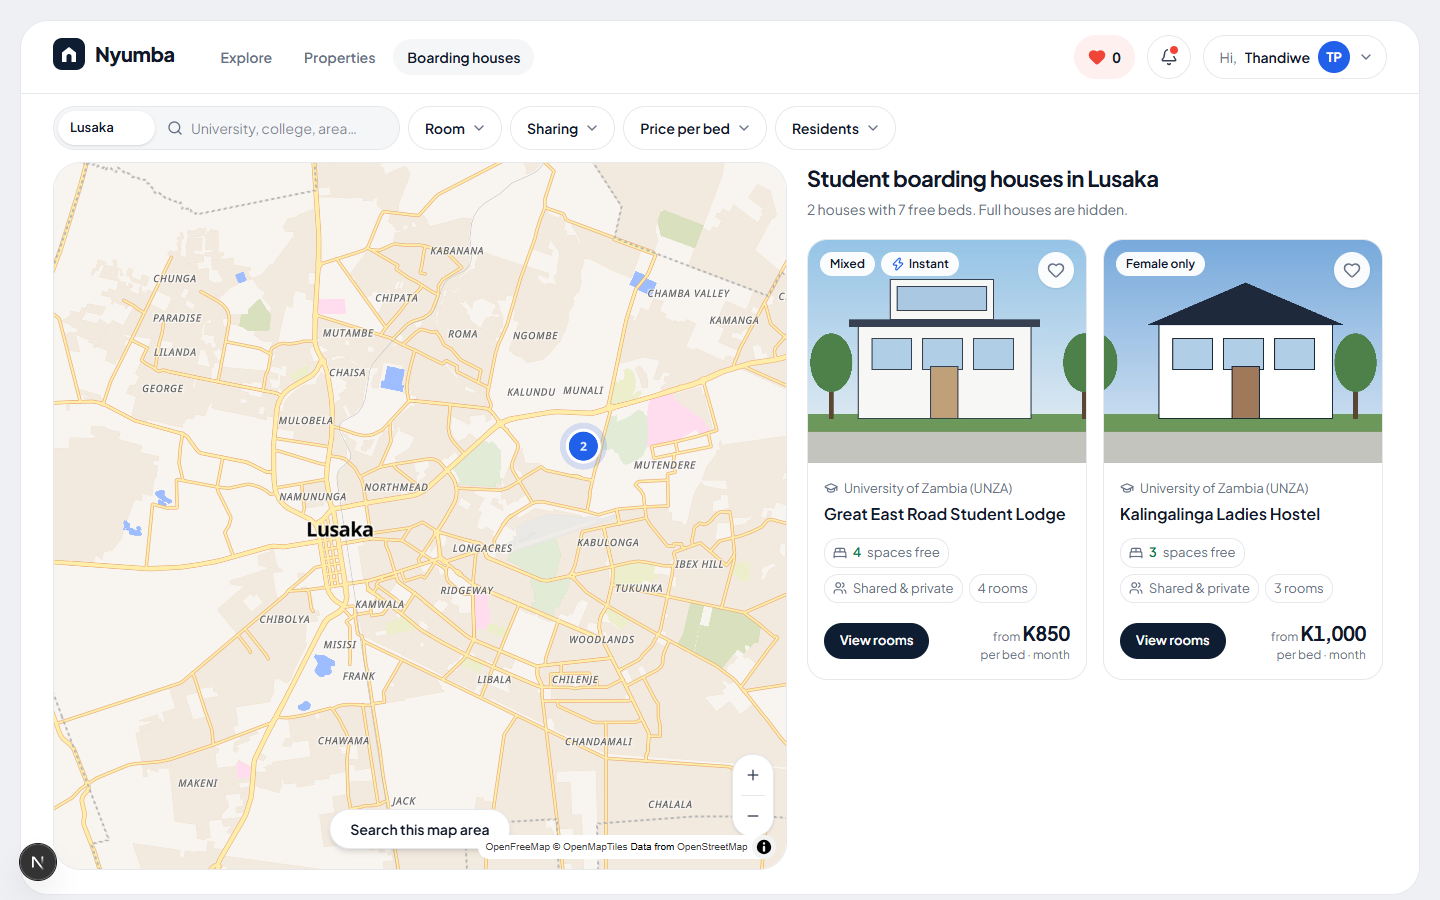 Nyumba
Explore
Properties
Boarding houses
0
Hi, Thandiwe
TP
Lusaka
University, college, area...
Room
Sharing
Price per bed
Residents
Student boarding houses in Lusaka
2 houses with 7 free beds. Full houses are hidden.
KABANANA
CHUNGA
CHAMBA VALLEY
C
CHIPATA
PARADISE
KAMANGA
MUTAMBE
ROMA
NGOMBE
LILANDA
CHAISA
GEORGE
KALUNDU
MUNALI
MULOBELA
2
MUTENDERE
NORTHMEAD
NAMUNUNGA
Lusaka
LONGACRES
KABULONGA
IBEX HILL
RIDGEWAY
TUKUNKA
KAMWALA
CHIBOLYA
WOODLANDS
MISISI
FRANK
LIBALA
CHILENJE
CHAWAMA
CHANDAMALI
MAKENI
JACK
CHALALA
+
−
Search this map area
OpenFreeMap © OpenMapTiles Data from OpenStreetMap
N
Mixed
Instant
University of Zambia (UNZA)
Great East Road Student Lodge
4 spaces free
Shared & private
4 rooms
View rooms
from K850
per bed · month
Female only
University of Zambia (UNZA)
Kalingalinga Ladies Hostel
3 spaces free
Shared & private
3 rooms
View rooms
from K1,000
per bed · month